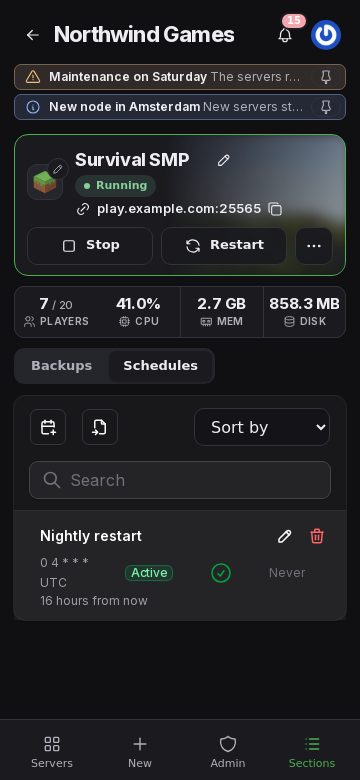 Northwind Games
15
Maintenance on Saturday The servers r...
New node in Amsterdam New servers st...
Survival SMP
Running
play.example.com:25565
Stop
Restart
7 / 20
PLAYERS
41.0%
CPU
2.7 GB
MEM
858.3 MB
DISK
Backups
Schedules
Sort by
Search
Nightly restart
0 4 * * *
UTC
16 hours from now
Active
Never
Servers
New
Admin
Sections